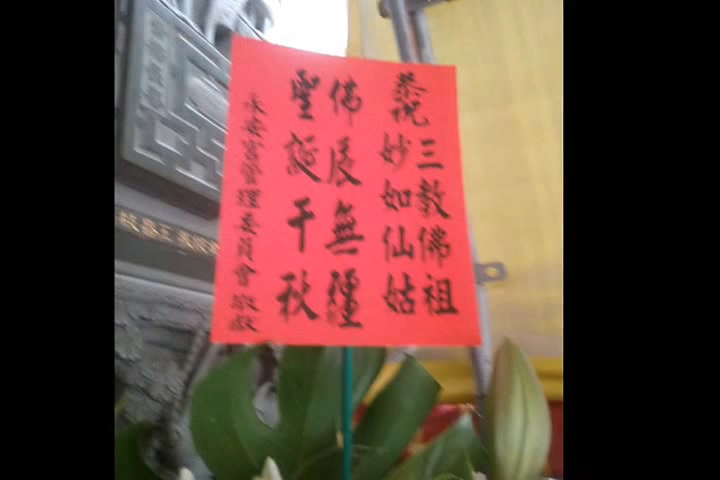 恭祝
三教佛祖
妙如仙姑
佛辰無疆
聖誕千秋
永安宮管理委員會敬獻